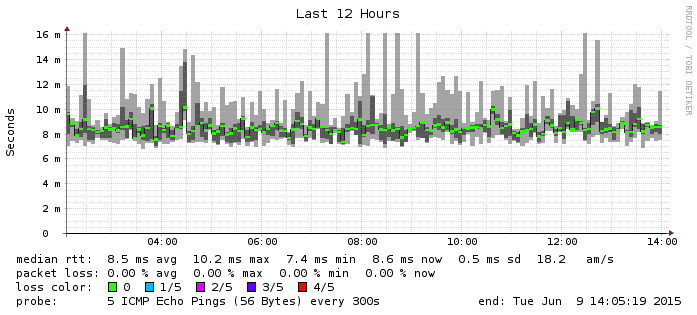 Last 12 Hours
RRDTOOL / TOBI OETIKER
Seconds
16 m
14 m
12 m
10 m
8 m
6 m
4 m
2 m
0
04:00 06:00 08:00 10:00 12:00 14:00
median rtt: 8.5 ms avg 10.2 ms max 7.4 ms min 8.6 ms now 0.5 ms sd 18.2 am/s
packet loss: 0.00 % avg 0.00 % max 0.00 % min 0.00 % now
loss color: 0 1/5 2/5 3/5 4/5
probe: 5 ICMP Echo Pings (56 Bytes) every 300s end: Tue Jun 9 14:05:19 2015